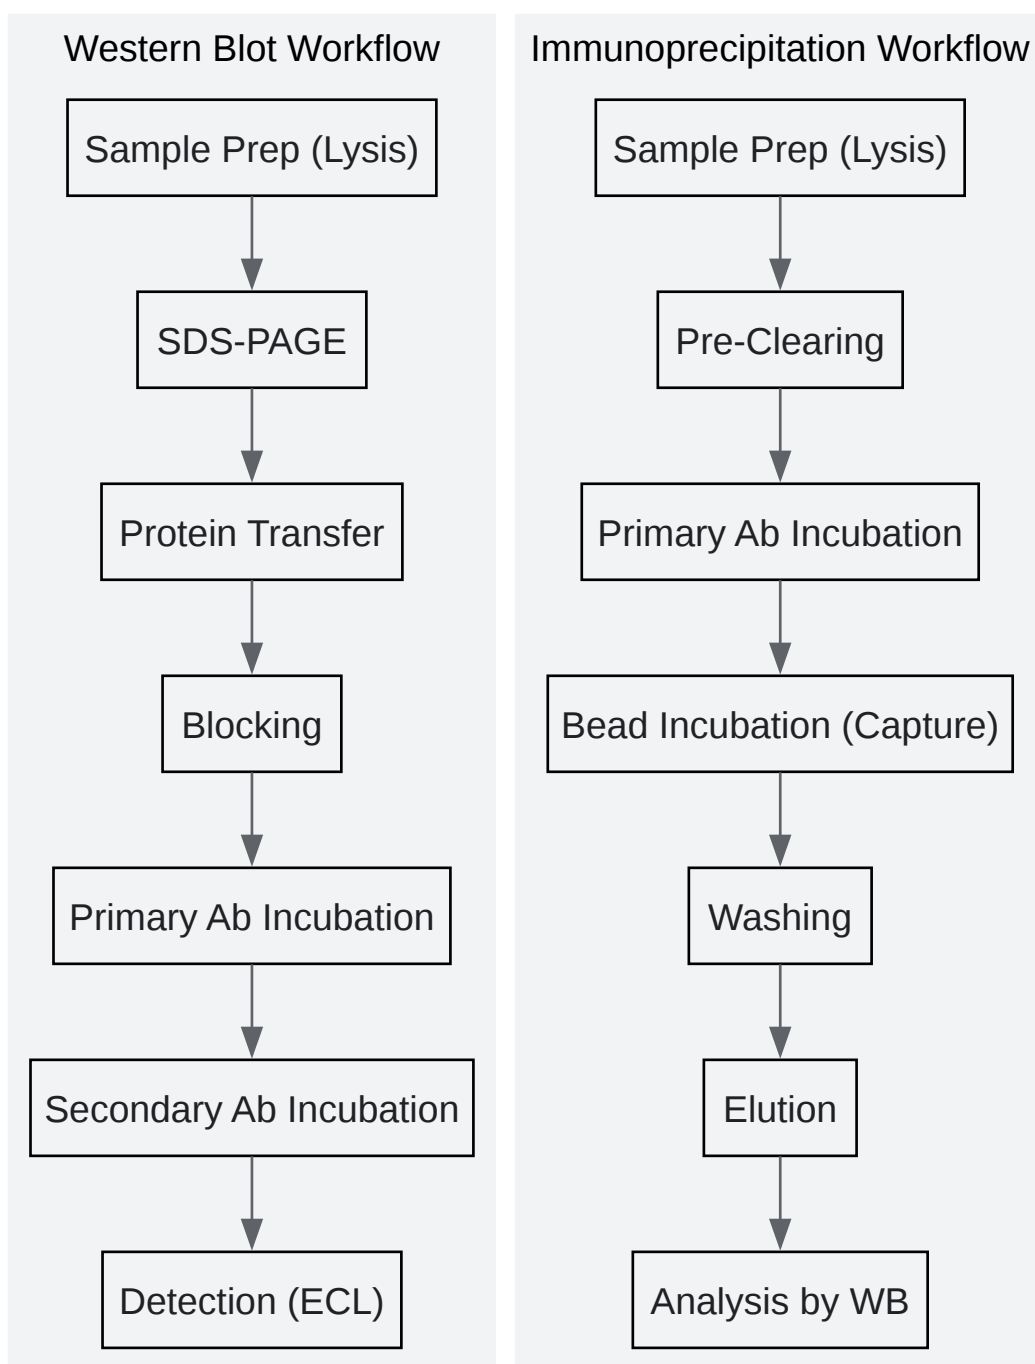 Western Blot Workflow
Sample Prep (Lysis)
SDS-PAGE
Protein Transfer
Blocking
Primary Ab Incubation
Secondary Ab Incubation
Detection (ECL)
Immunoprecipitation Workflow
Sample Prep (Lysis)
Pre-Clearing
Primary Ab Incubation
Bead Incubation (Capture)
Washing
Elution
Analysis by WB